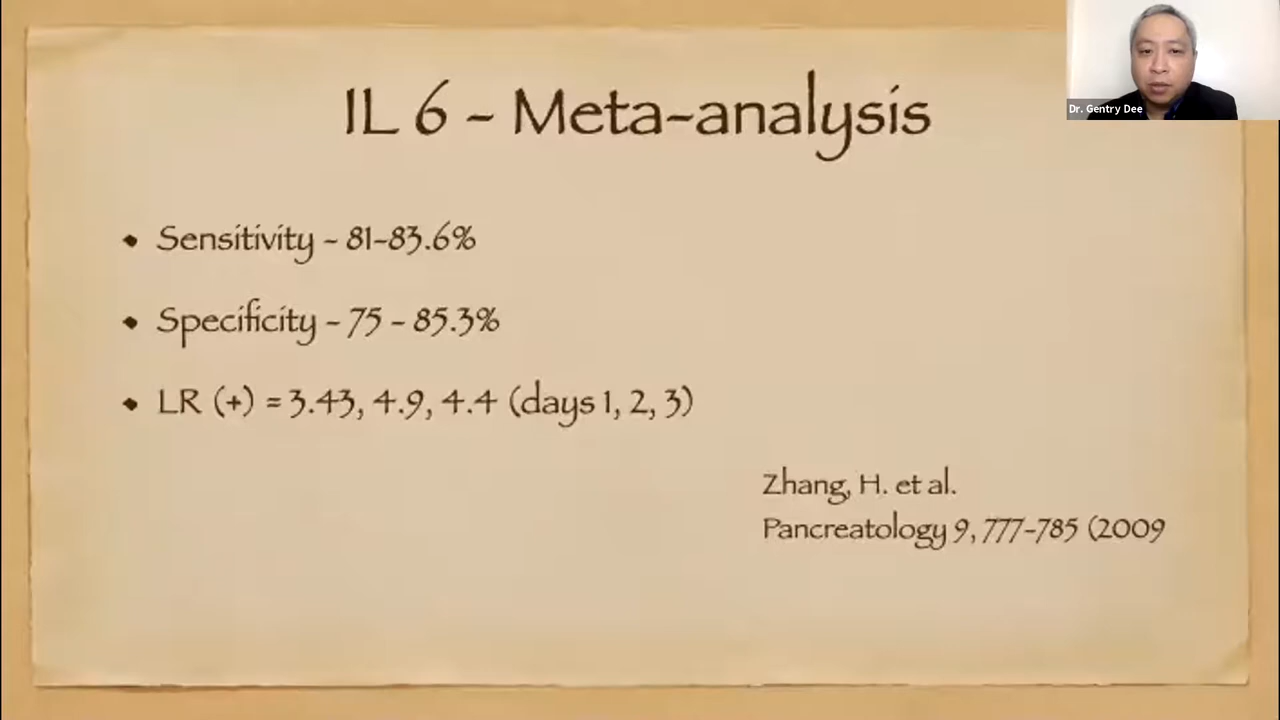 Dr. Gentry Dee
IL 6 - Meta-analysis
• Sensitivity - 81-83.6%
• Specificity - 75 - 85.3%
• LR (+) = 3.43, 4.9, 4.4 (days 1, 2, 3)
Zhang, H. et al.
Pancreatology 9, 777-785 (2009